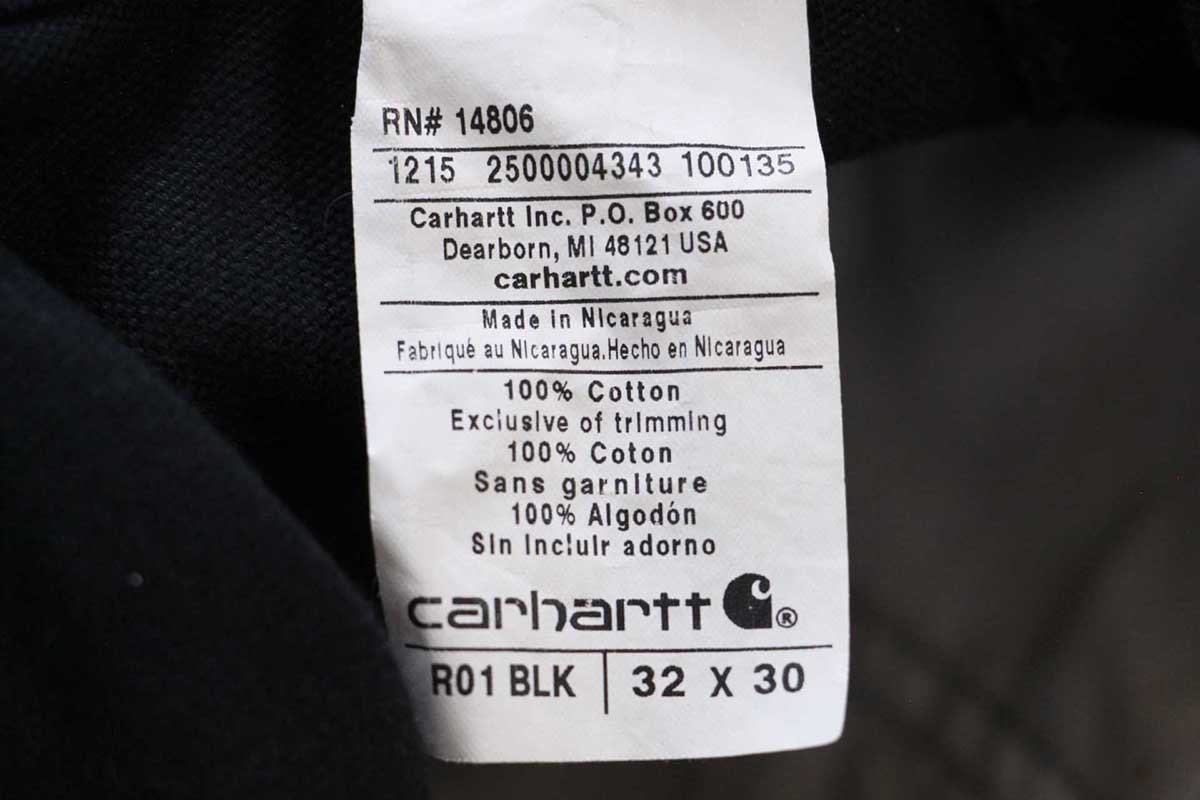 RN# 14806
1215 2500004343 100135
Carhartt Inc. P.O. Box 600
Dearborn, MI 48121 USA
carhartt.com
Made in Nicaragua
Fabriqué au Nicaragua.Hecho en Nicaragua
100% Cotton
Exclusive of trimming
100% Coton
Sans garniture
100% Algodón
Sin Incluir adorno
carhartt ®
R01 BLK 32 X 30